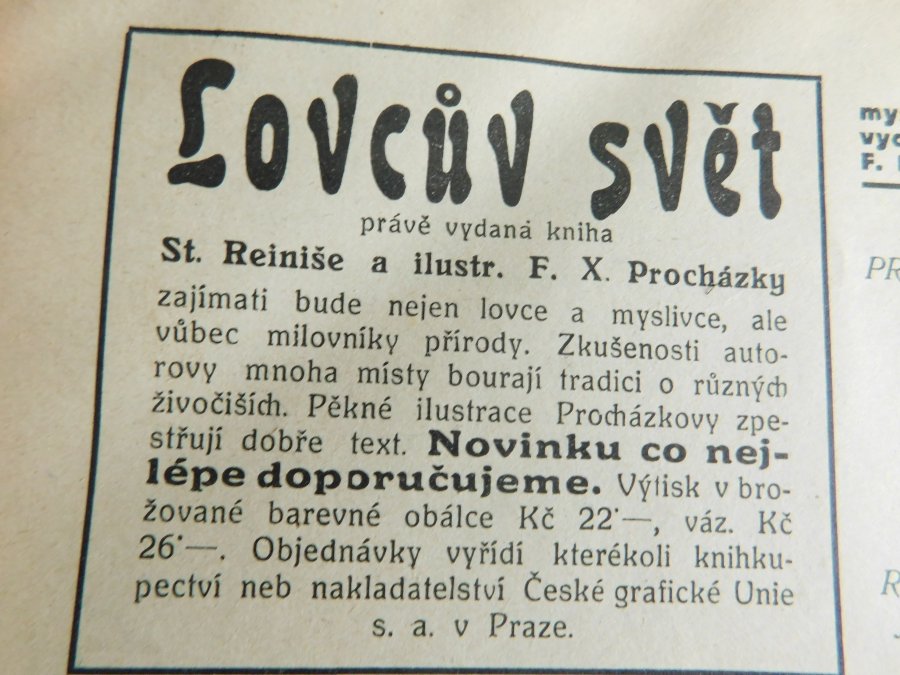 Lovcův svět
právě vydaná kniha
St. Reiniše a ilustr. F. X. Procházky
zajímati bude nejen lovce a myslivce, ale
vůbec milovníky přírody. Zkušenosti auto-
rovy mnoha místy bourají tradici o různých
živočiších. Pěkné ilustrace Procházkovy zpe-
střují dobře text. Novinku co nej-
lépe doporučujeme. Výtisk v bro-
žované barevné obálce Kč 22·—, váz. Kč
26·—. Objednávky vyřídí kterékoli knihku-
pectví neb nakladatelství České grafické Unie
s. a. v Praze.
my
vyd
F.
PR
R